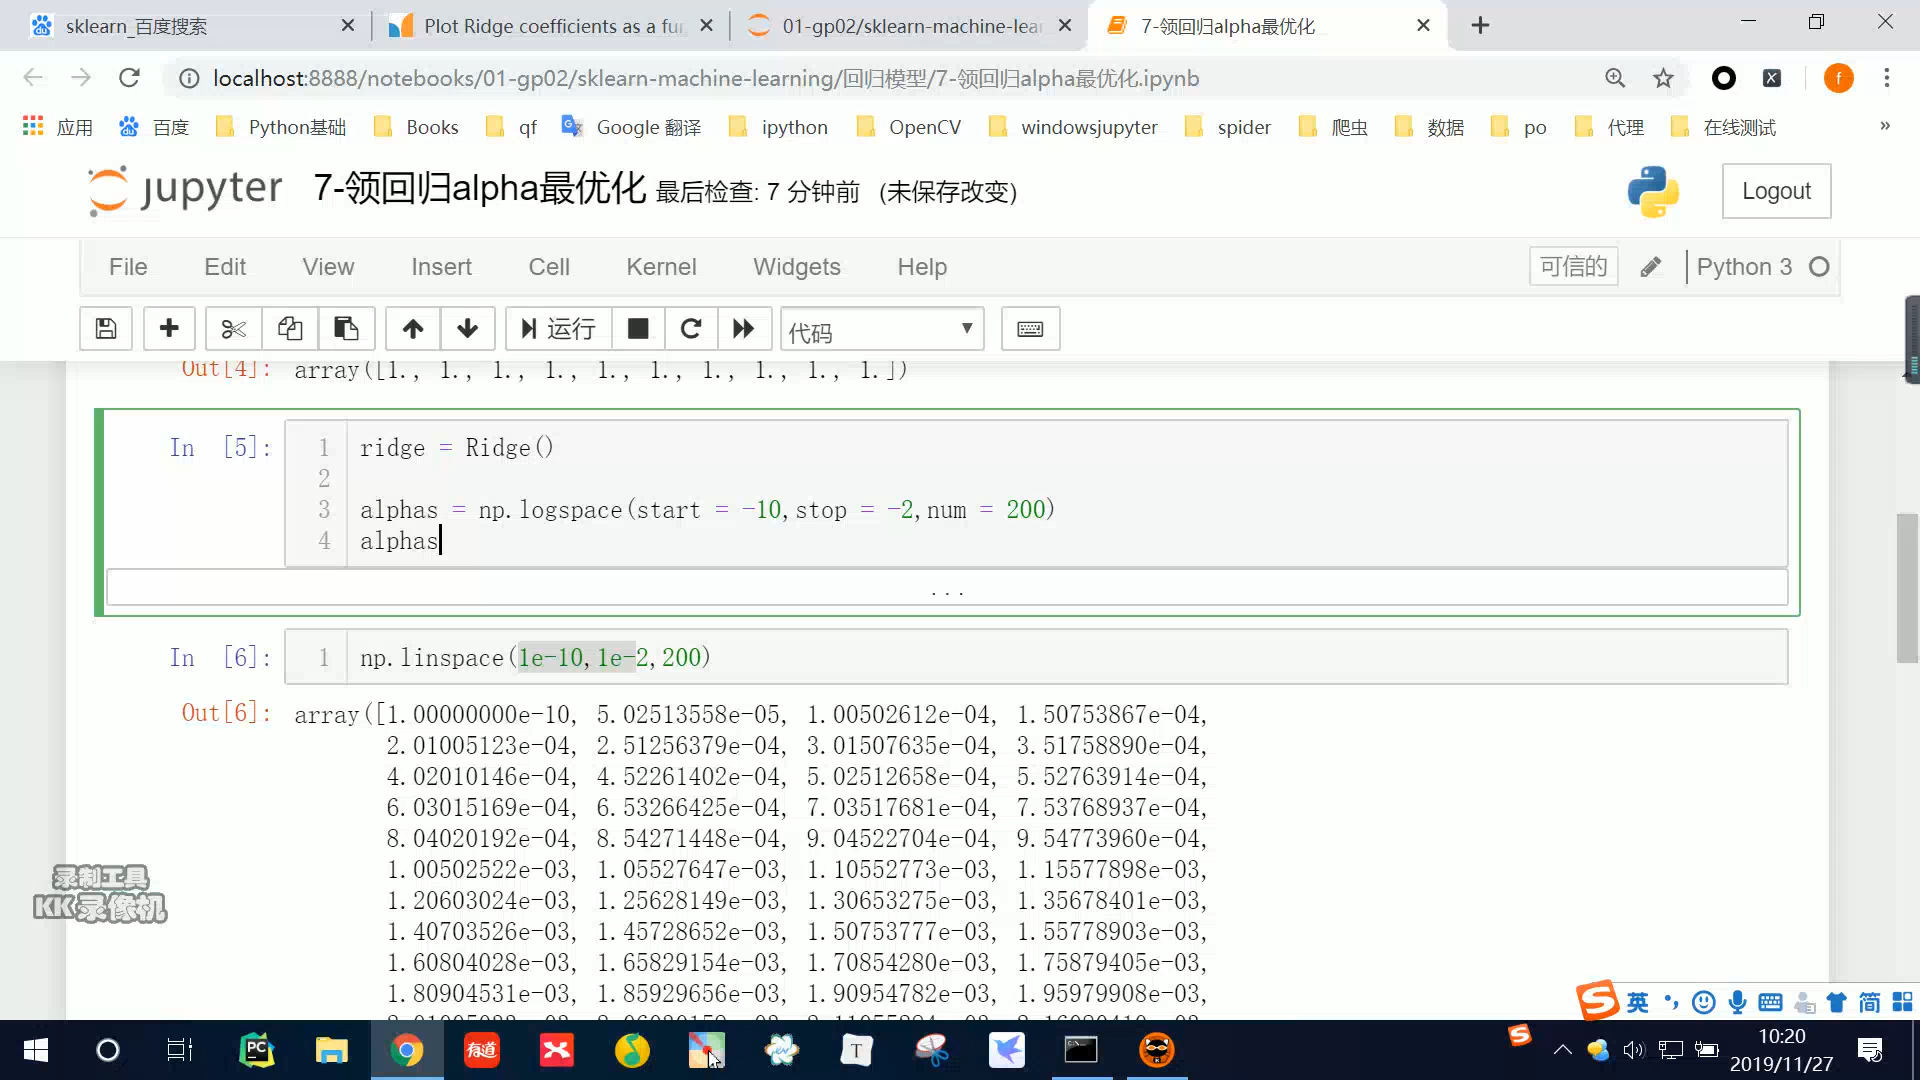 sklearn_百度搜索
Plot Ridge coefficients as a fur
01-gp02/sklearn-machine-lear
7-领回归alpha最优化
localhost:8888/notebooks/01-gp02/sklearn-machine-learning/回归模型/7-领回归alpha最优化.ipynb
应用
百度
Python基础
Books
qf
Google 翻译
ipython
OpenCV
windowsjupyter
spider
爬虫
数据
po
代理
在线测试
»
jupyter 7-领回归alpha最优化 最后检查: 7 分钟前 (未保存改变)
Logout
File Edit View Insert Cell Kernel Widgets Help
可信的 Python 3
运行 代码
Out[4]: array([1., 1., 1., 1., 1., 1., 1., 1., 1., 1.])
In [5]: 1 ridge = Ridge()
2
3 alphas = np.logspace(start = -10,stop = -2,num = 200)
4 alphas
...
In [6]: 1 np.linspace(1e-10,1e-2,200)
Out[6]: array([1.00000000e-10, 5.02513558e-05, 1.00502612e-04, 1.50753867e-04,
2.01005123e-04, 2.51256379e-04, 3.01507635e-04, 3.51758890e-04,
4.02010146e-04, 4.52261402e-04, 5.02512658e-04, 5.52763914e-04,
6.03015169e-04, 6.53266425e-04, 7.03517681e-04, 7.53768937e-04,
8.04020192e-04, 8.54271448e-04, 9.04522704e-04, 9.54773960e-04,
1.00502522e-03, 1.05527647e-03, 1.10552773e-03, 1.15577898e-03,
1.20603024e-03, 1.25628149e-03, 1.30653275e-03, 1.35678401e-03,
1.40703526e-03, 1.45728652e-03, 1.50753777e-03, 1.55778903e-03,
1.60804028e-03, 1.65829154e-03, 1.70854280e-03, 1.75879405e-03,
1.80904531e-03, 1.85929656e-03, 1.90954782e-03, 1.95979908e-03,
录制工具
KK录像机
英
简
10:20
2019/11/27